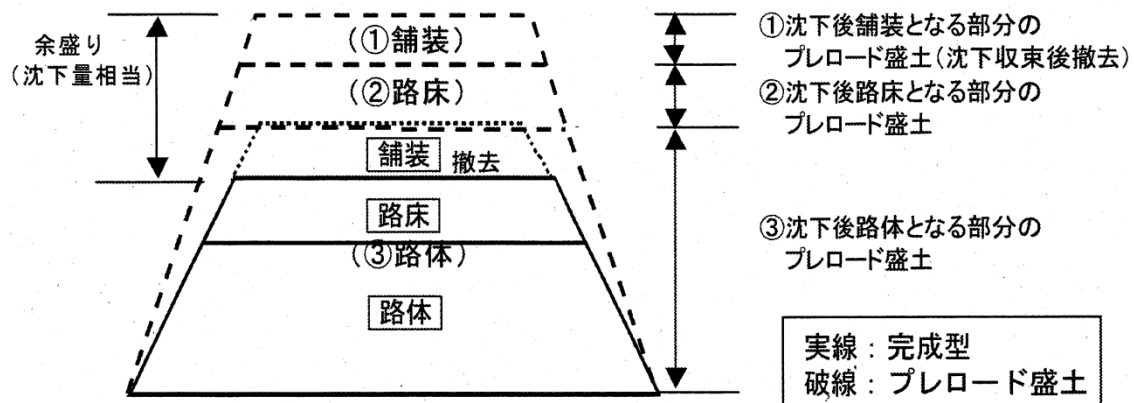 余盛り
（沈下量相当）
（①舗装）
（②路床）
舗装 撤去
路床
（③路体）
路体
①沈下後舗装となる部分の
プレロード盛土（沈下収束後撤去）
②沈下後路床となる部分の
プレロード盛土
③沈下後路体となる部分の
プレロード盛土
実線：完成型
破線：プレロード盛土